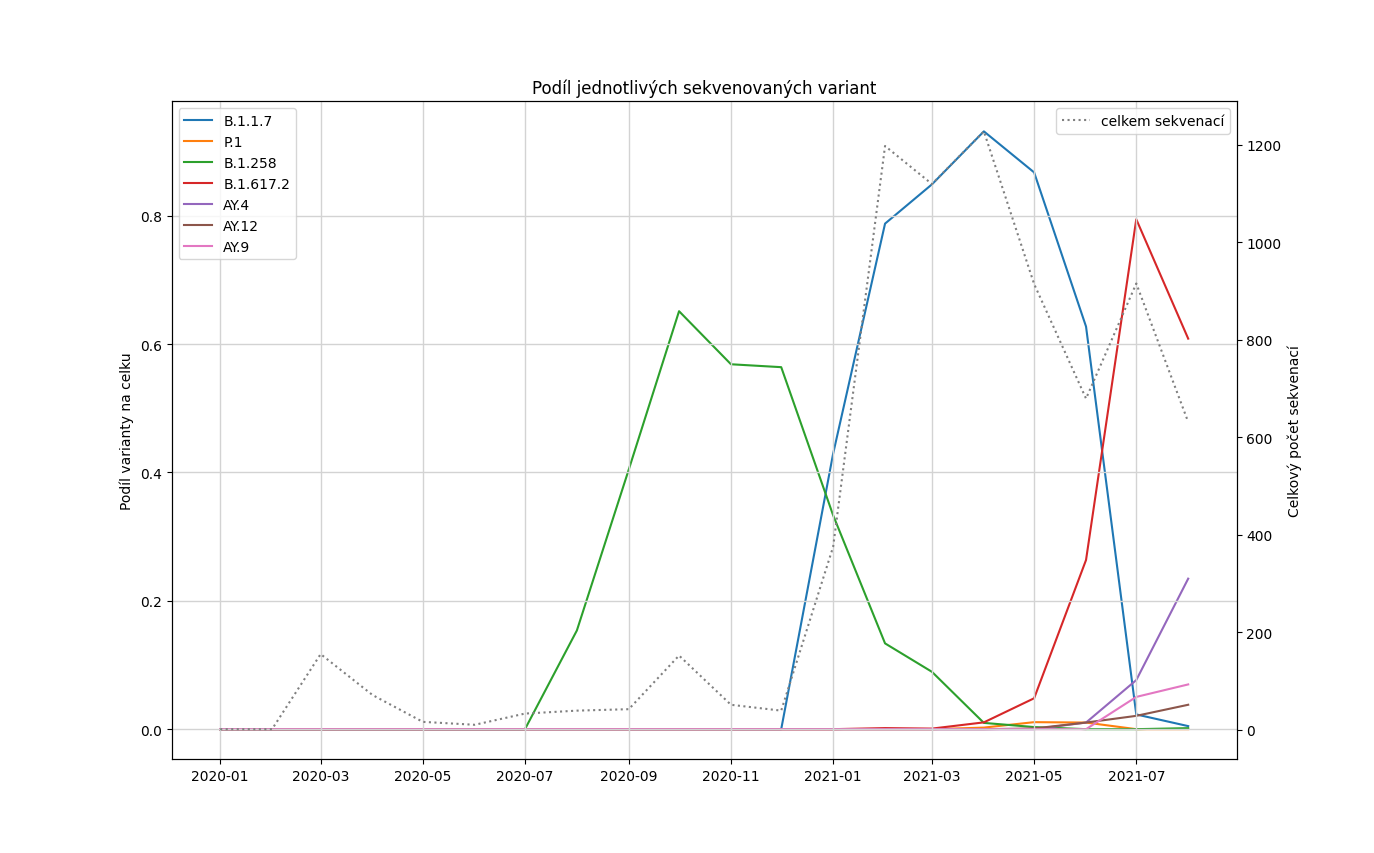 Podíl jednotlivých sekvenovaných variant
B.1.1.7
P.1
B.1.258
B.1.617.2
AY.4
AY.12
AY.9
celkem sekvenací
Podíl varianty na celku
0.8
0.6
0.4
0.2
0.0
1200
1000
800
600
400
200
0
Celkový počet sekvenací
2020-01 2020-03 2020-05 2020-07 2020-09 2020-11 2021-01 2021-03 2021-05 2021-07